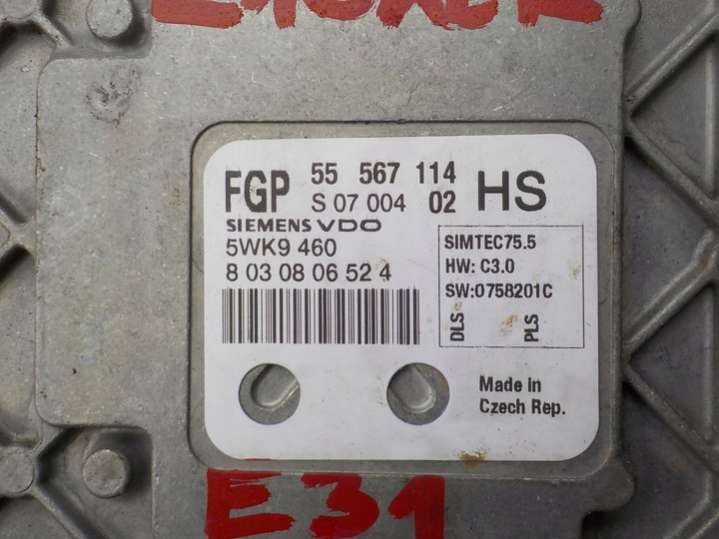 FGP 55 567 114 HS
S 07 004 02
SIEMENS VDO
5WK9 460
8 03 08 06 52 4
SIMTEC75.5
HW: C3.0
SW:0758201C
DLS PLS
Made in
Czech Rep.
E31